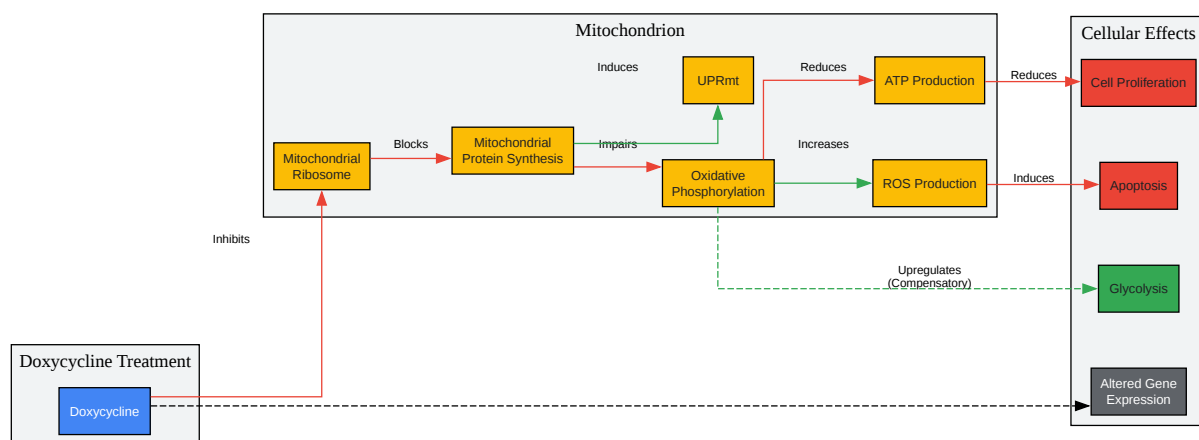 Mitochondrion
Cellular Effects
Induces
UPRmt
Reduces
ATP Production
Reduces
Cell Proliferation
Mitochondrial
Ribosome
Blocks
Mitochondrial
Protein Synthesis
Impairs
Oxidative
Phosphorylation
Increases
ROS Production
Induces
Apoptosis
Inhibits
Upregulates
(Compensatory)
Glycolysis
Doxycycline Treatment
Doxycycline
Altered Gene
Expression